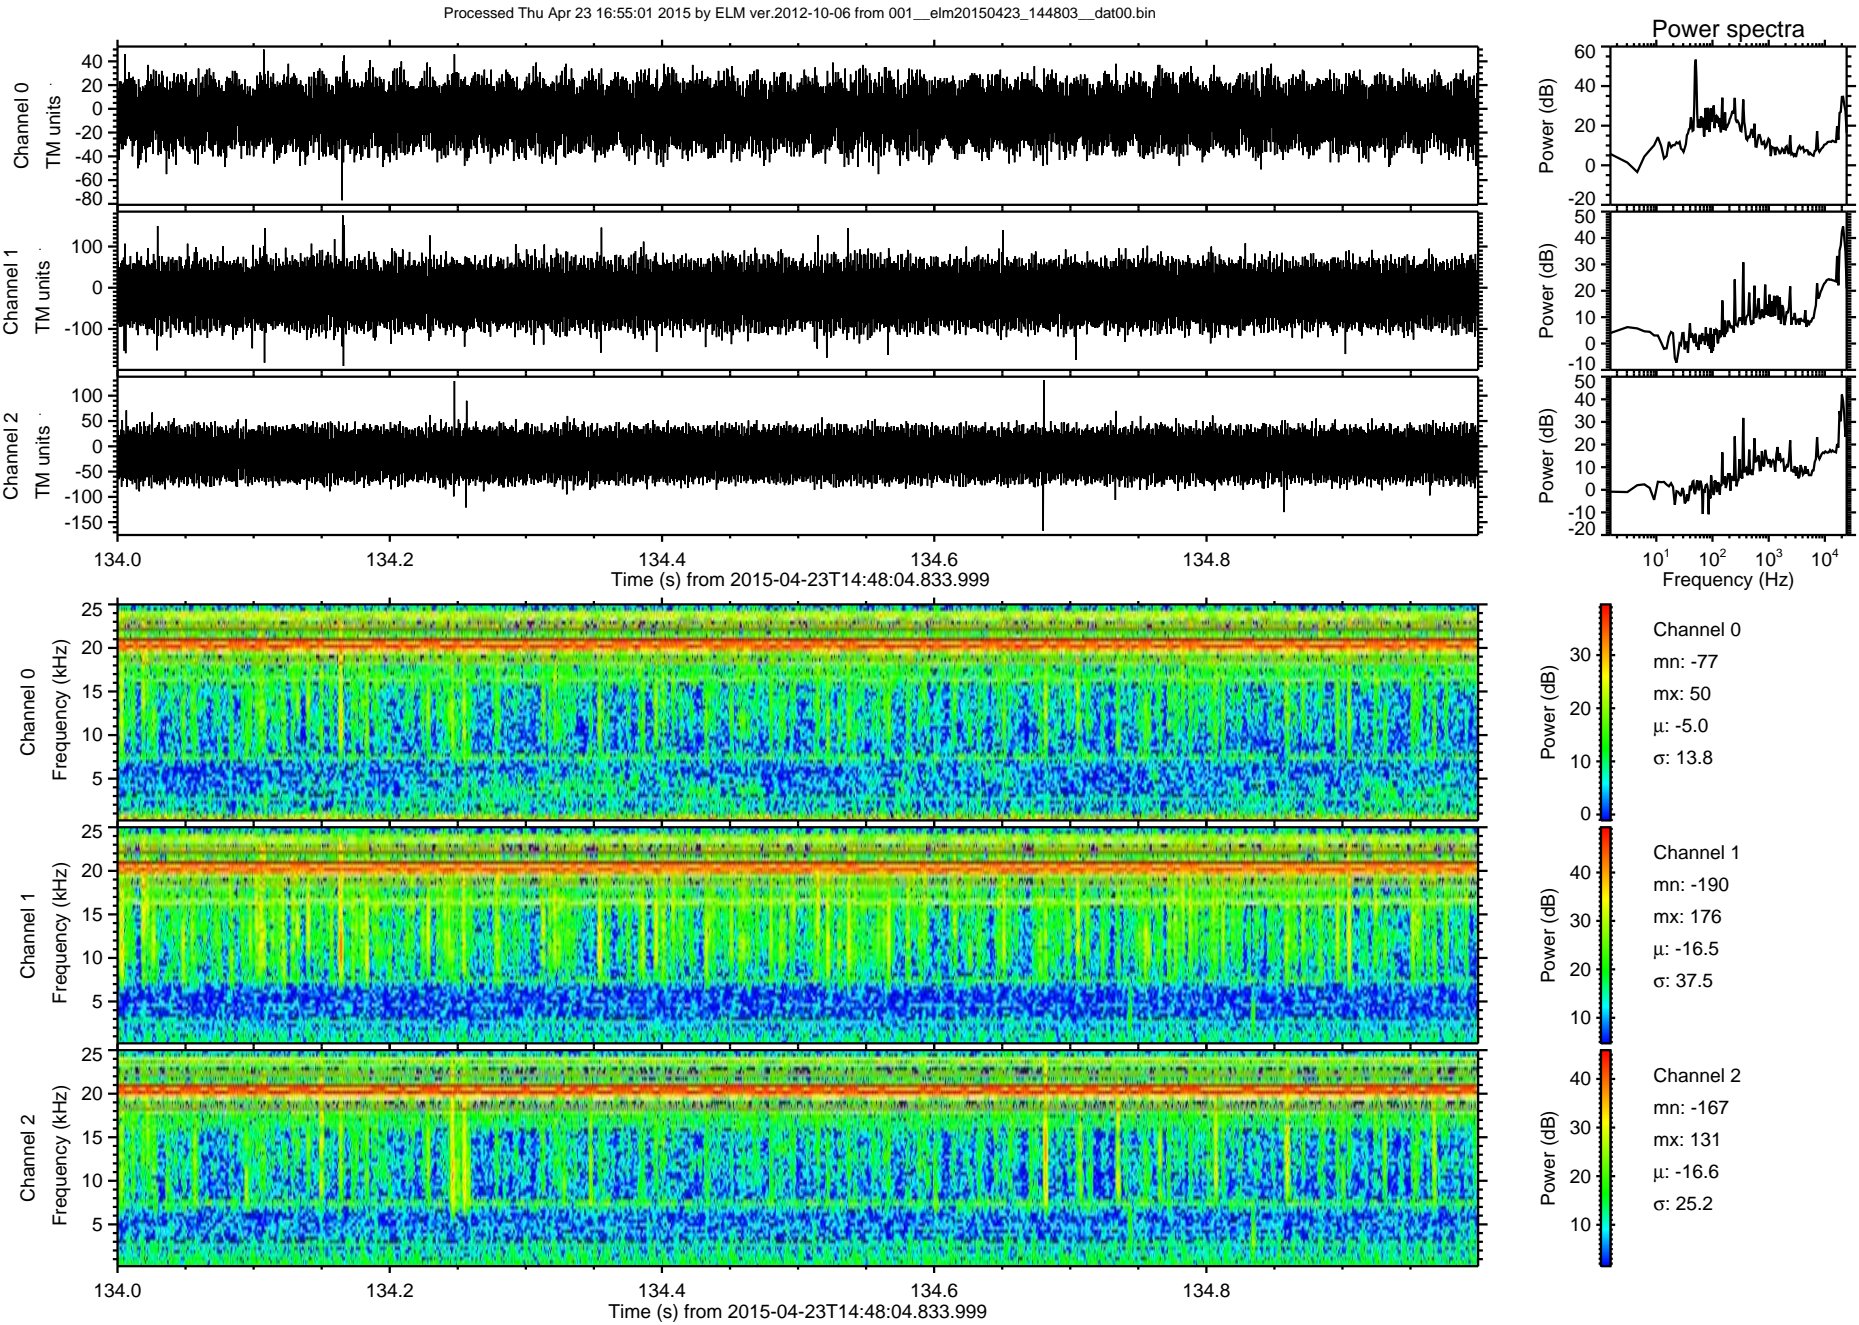 Processed Thu Apr 23 16:55:01 2015 by ELM ver.2012-10-06 from 001__elm20150423_144803__dat00.bin
Power spectra
Channel 0
TM units
40
20
0
-20
-40
-60
-80
Power (dB)
60
40
20
0
-20
Channel 1
TM units
100
0
-100
Power (dB)
50
40
30
20
10
0
-10
Channel 2
TM units
100
50
0
-50
-100
-150
Power (dB)
50
40
30
20
10
0
-10
-20
134.0 134.2 134.4 134.6 134.8
Time (s) from 2015-04-23T14:48:04.833.999
10^1 10^2 10^3 10^4
Frequency (Hz)
Channel 0
Frequency (kHz)
25
20
15
10
5
Power (dB)
30
20
10
0
Channel 0
mn: -77
mx: 50
μ: -5.0
σ: 13.8
Channel 1
Frequency (kHz)
25
20
15
10
5
Power (dB)
40
30
20
10
Channel 1
mn: -190
mx: 176
μ: -16.5
σ: 37.5
Channel 2
Frequency (kHz)
25
20
15
10
5
Power (dB)
40
30
20
10
Channel 2
mn: -167
mx: 131
μ: -16.6
σ: 25.2
134.0 134.2 134.4 134.6 134.8
Time (s) from 2015-04-23T14:48:04.833.999